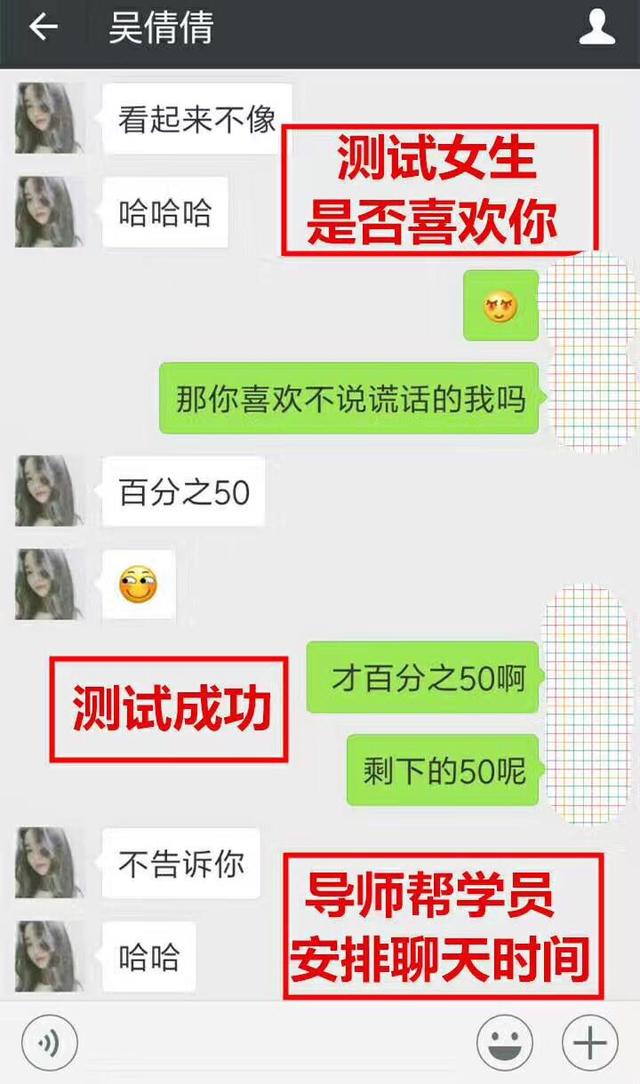 吴倩倩
看起来不像
测试女生
是否喜欢你
哈哈哈
那你喜欢不说谎话的我吗
百分之50
才百分之50啊
测试成功
剩下的50呢
不告诉你
导师帮学员
安排聊天时间
哈哈